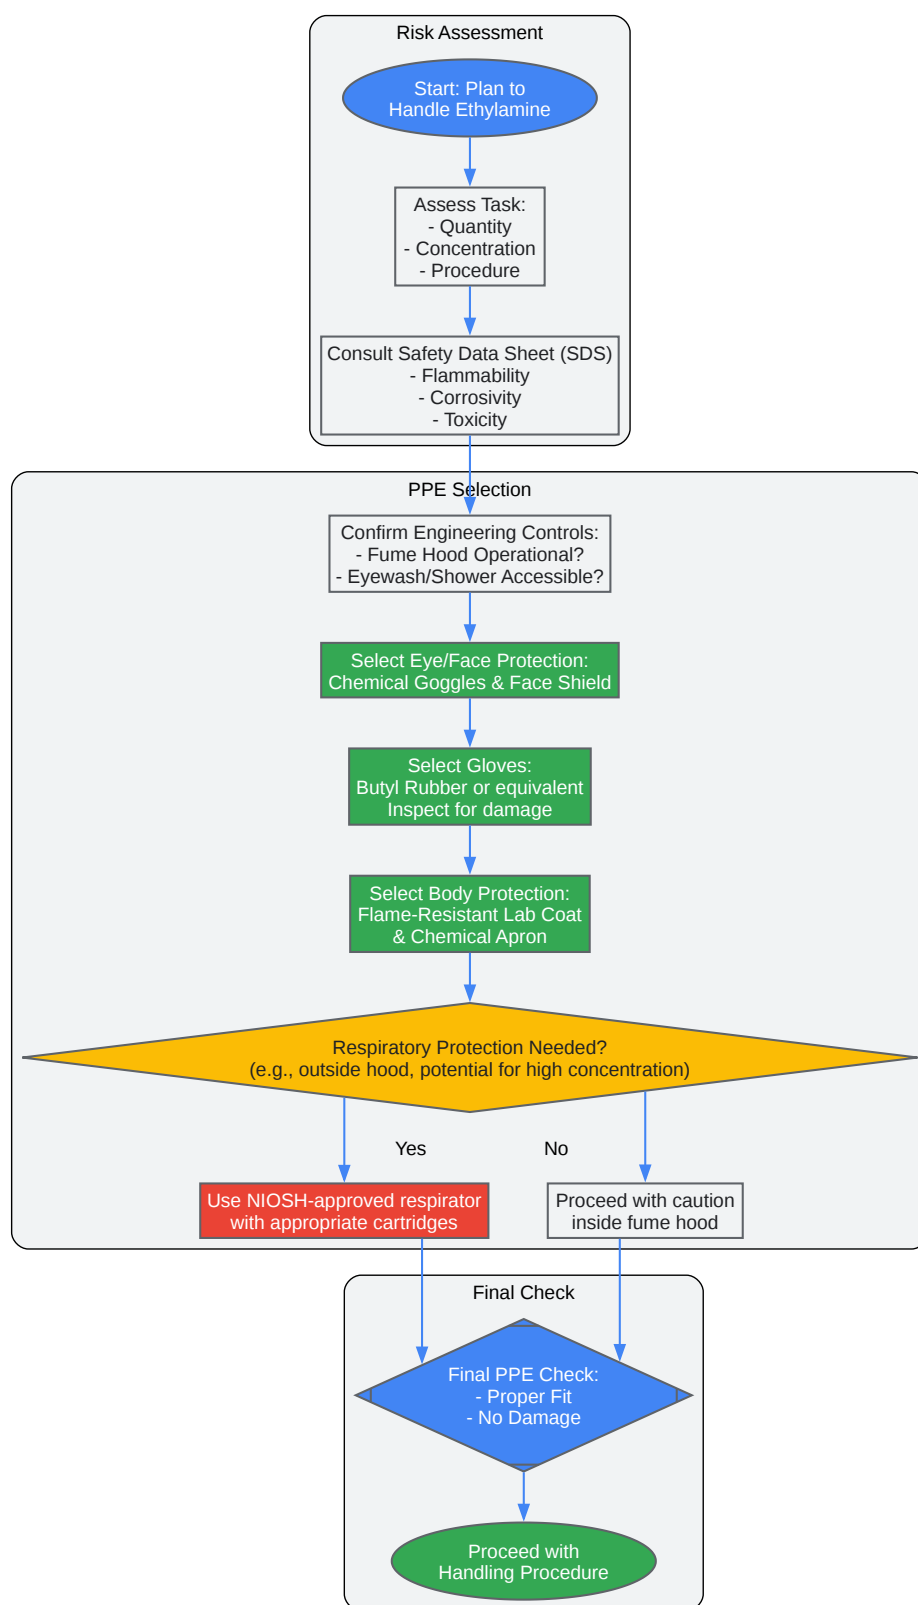 Risk Assessment
Start: Plan to
Handle Ethylamine
Assess Task:
- Quantity
- Concentration
- Procedure
Consult Safety Data Sheet (SDS)
- Flammability
- Corrosivity
- Toxicity
PPE Selection
Confirm Engineering Controls:
- Fume Hood Operational?
- Eyewash/Shower Accessible?
Select Eye/Face Protection:
Chemical Goggles & Face Shield
Select Gloves:
Butyl Rubber or equivalent
Inspect for damage
Select Body Protection:
Flame-Resistant Lab Coat
& Chemical Apron
Respiratory Protection Needed?
(e.g., outside hood, potential for high concentration)
Yes
No
Use NIOSH-approved respirator
with appropriate cartridges
Proceed with caution
inside fume hood
Final Check
Final PPE Check:
- Proper Fit
- No Damage
Proceed with
Handling Procedure